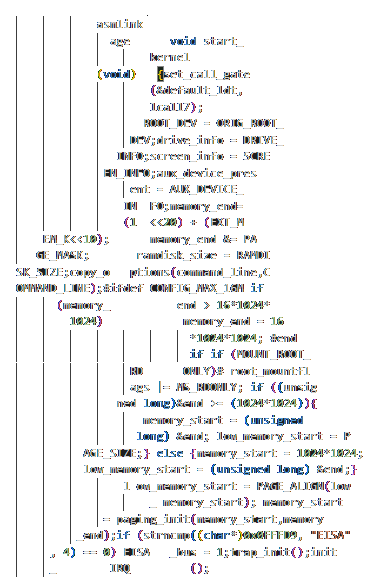 asmlink
age void start_
kernel
(void) {set_call_gate
(&default_ldt,
lcall7);
ROOT_DEV = ORIG_ROOT_
DEV;drive_info = DRIVE_
INFO;screen_info = SCRE
EN_INFO;aux_device_pres
ent = AUX_DEVICE_
IN FO;memory_end=
(1 <<20) + (EXT_M
EM_K<<10); memory_end &= PA
GE_MASK; ramdisk_size = RAMDI
SK_SIZE;copy_o ptions(command_line,C
OMMAND_LINE);#ifdef CONFIG_MAX_16M if
(memory_ end > 16*1024*
1024) memory_end = 16
*1024*1024; #end
if if (MOUNT_ROOT_
RD ONLY)# root_mountfl
ags |= MS_RDONLY; if ((unsig
ned long)&end >= (1024*1024)){
memory_start = (unsigned
long) &end; low_memory_start = P
AGE_SIZE;} else {memory_start = 1024*1024;
low_memory_start = (unsigned long) &end;}
l ow_memory_start = PAGE_ALIGN(low
_memory_start); memory_start
= paging_init(memory_start,memory
_end);if (strncmp((char*)0x0FFFD9, "EISA"
, 4) == 0) EISA _bus = 1;trap_init();init
_ IRQ ();